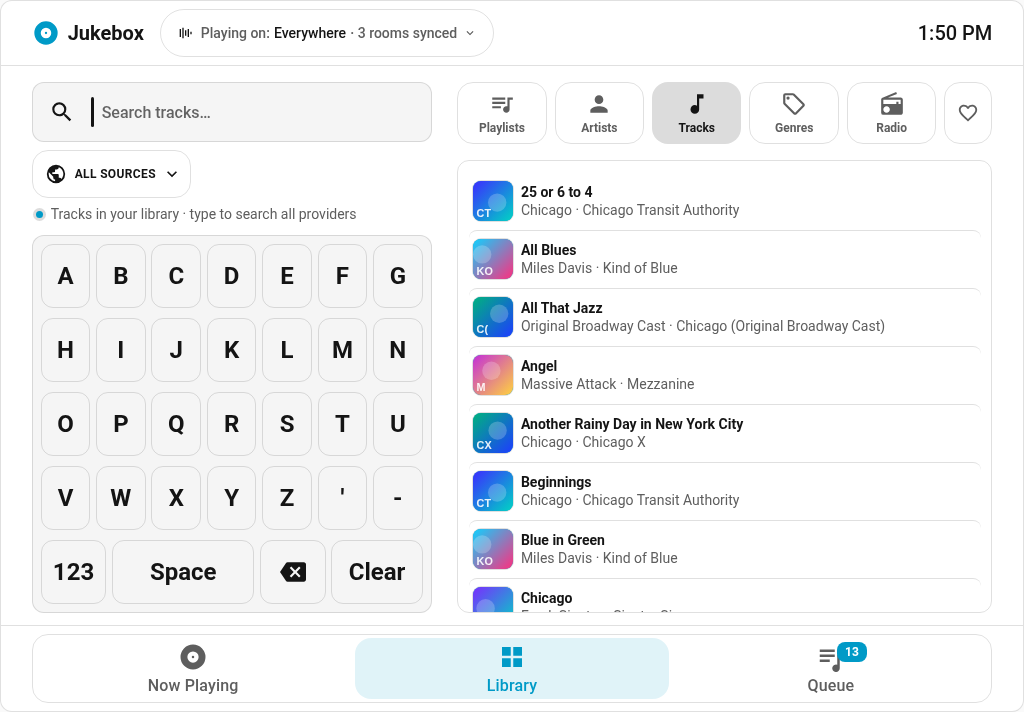 Jukebox
Playing on: Everywhere · 3 rooms synced
1:50 PM
Search tracks...
ALL SOURCES
Tracks in your library · type to search all providers
A B C D E F G
H I J K L M N
O P Q R S T U
V W X Y Z ' -
123 Space Clear
Playlists
Artists
Tracks
Genres
Radio
CT
25 or 6 to 4
Chicago · Chicago Transit Authority
KO
All Blues
Miles Davis · Kind of Blue
C(
All That Jazz
Original Broadway Cast · Chicago (Original Broadway Cast)
M
Angel
Massive Attack · Mezzanine
CX
Another Rainy Day in New York City
Chicago · Chicago X
CT
Beginnings
Chicago · Chicago Transit Authority
KO
Blue in Green
Miles Davis · Kind of Blue
Chicago
Now Playing
Library
13
Queue